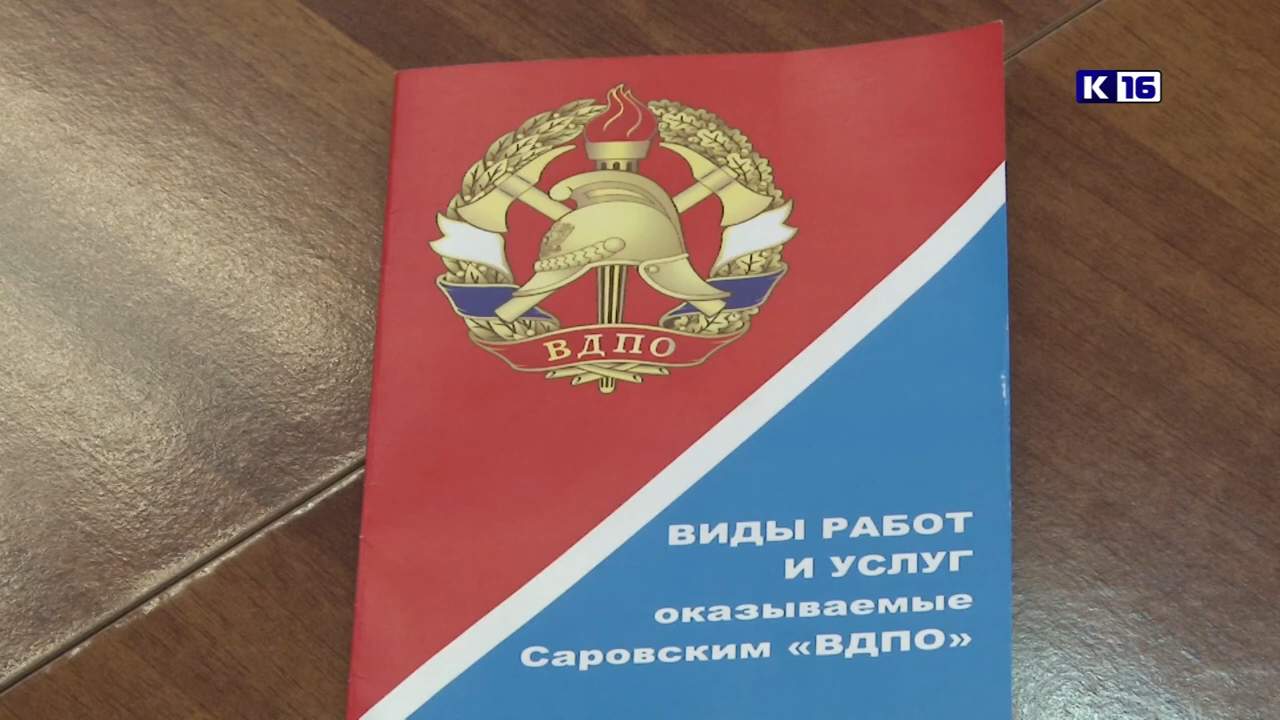 К 16
ВДПО
ВИДЫ РАБОТ
И УСЛУГ
оказываемые
Саровским «ВДПО»